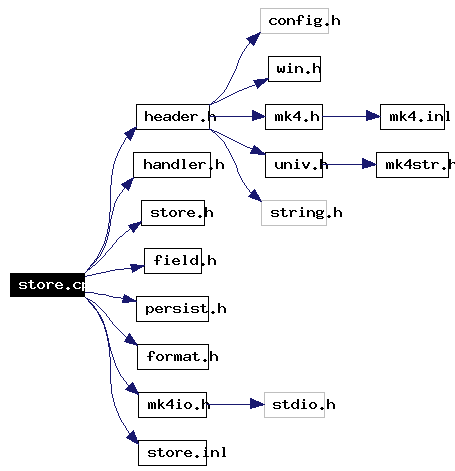 config.h
win.h
header.h
mk4.h
mk4.inl
handler.h
univ.h
mk4str.h
store.h
string.h
field.h
store.cp
persist.h
format.h
mk4io.h
stdio.h
store.inl